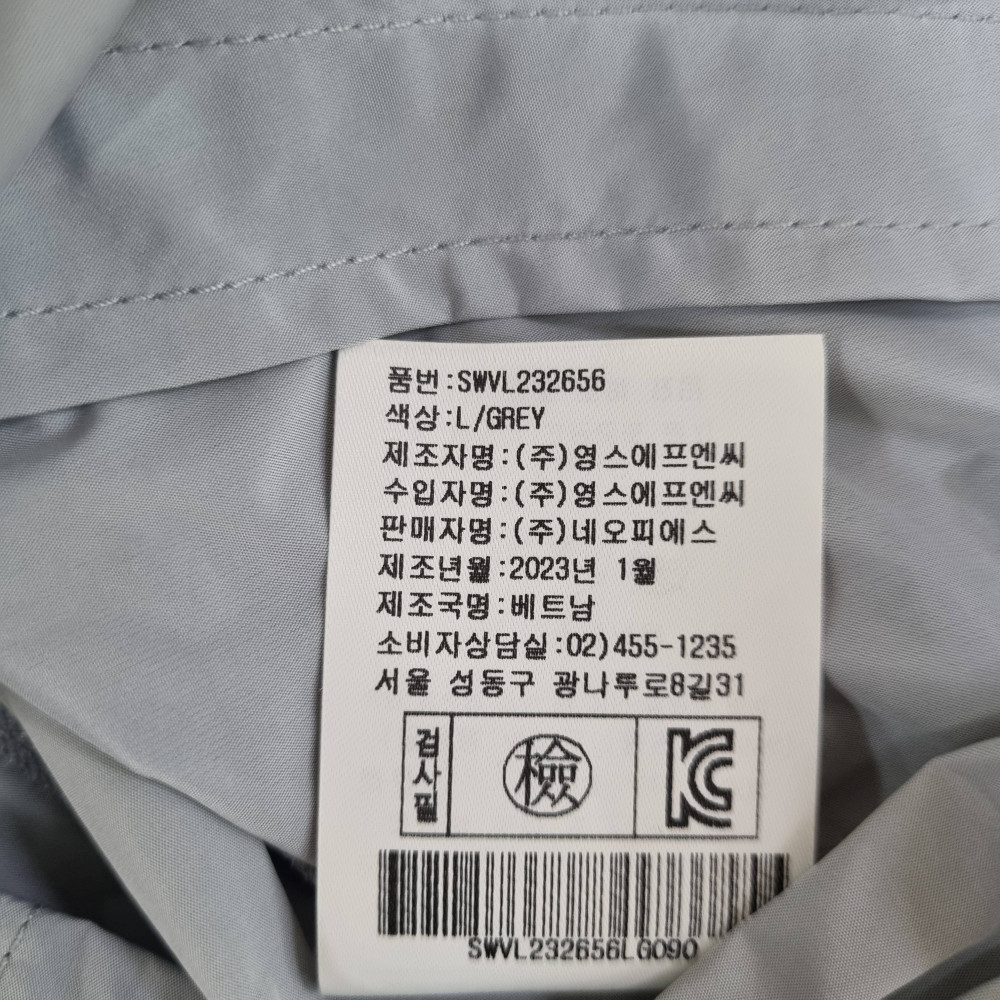 품번:SWVL232656
색상:L/GREY
제조자명:(주)영스에프엔씨
수입자명:(주)영스에프엔씨
판매자명:(주)네오피에스
제조년월:2023년 1월
제조국명:베트남
소비자상담실:02)455-1235
서울 성동구 광나루로8길31
검사필 檢 KC
SWVL232656LG090